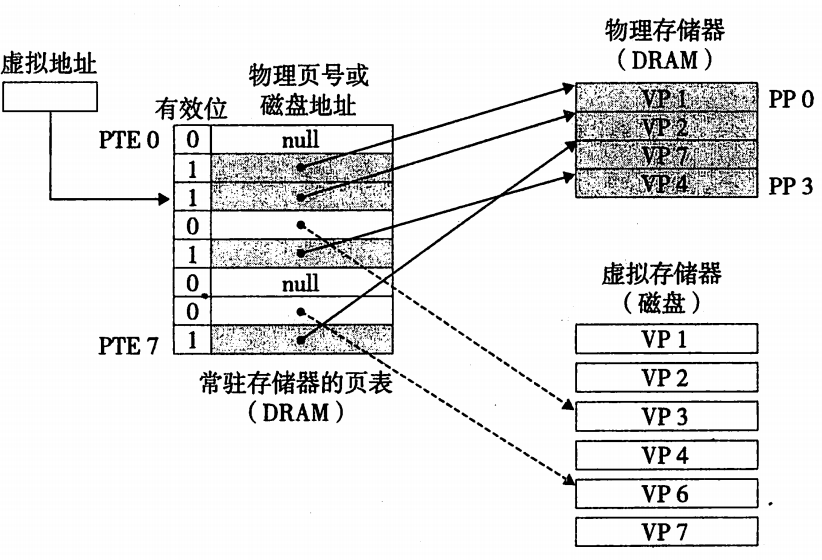 虚拟地址
有效位
物理页号或
磁盘地址
PTE 0
0
null
1
1
0
1
0
null
0
PTE 7
1
常驻存储器的页表
（DRAM）
物理存储器
（DRAM）
VP 1
PP 0
VP 2
VP 7
VP 4
PP 3
虚拟存储器
（磁盘）
VP 1
VP 2
VP 3
VP 4
VP 6
VP 7